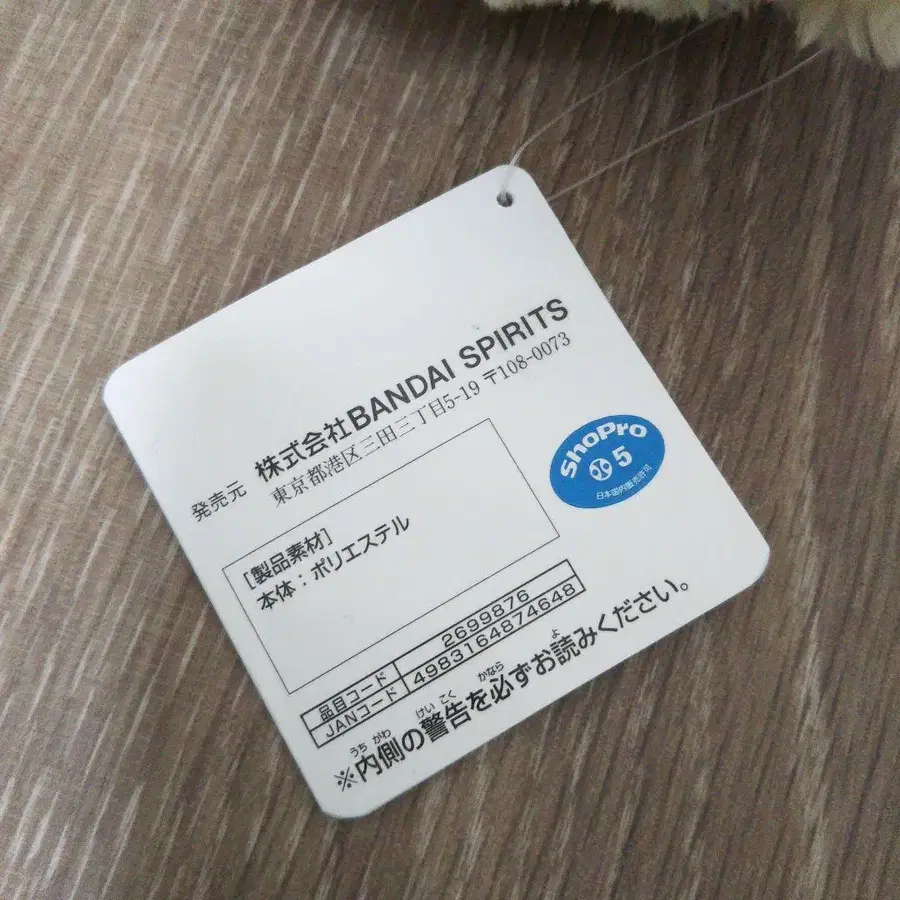 発売元 株式会社BANDAI SPIRITS
東京都港区三田三丁目5-19 〒108-0073
ShoPro
5
日本国内販売許可
[製品素材]
本体：ポリエステル
品目コード 2699876
JANコード 4983164874648
うち がわ けい こく かなら よ
※内側の警告を必ずお読みください。